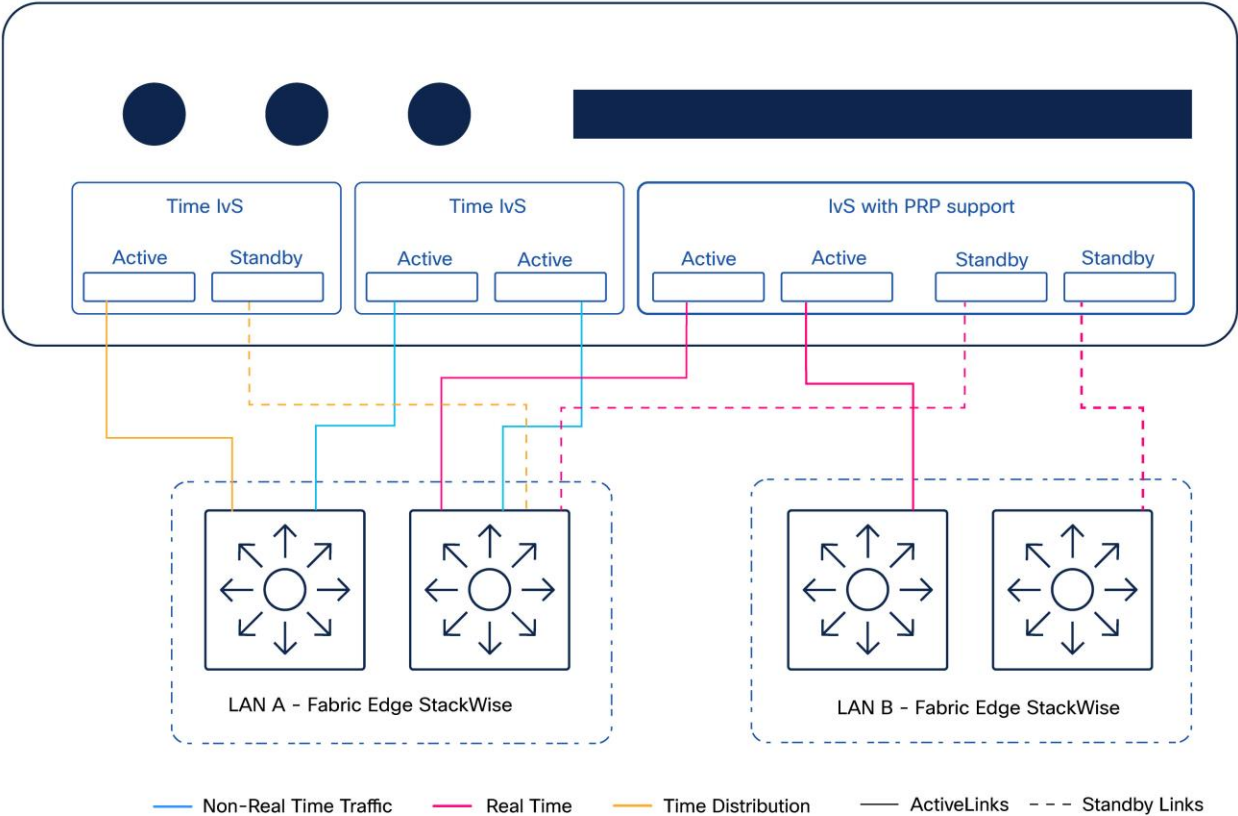 Time IvS
Time IvS
IvS with PRP support
Active
Standby
Active
Active
Active
Active
Standby
Standby
LAN A - Fabric Edge StackWise
LAN B - Fabric Edge StackWise
Non-Real Time Traffic
Real Time
Time Distribution
ActiveLinks
Standby Links